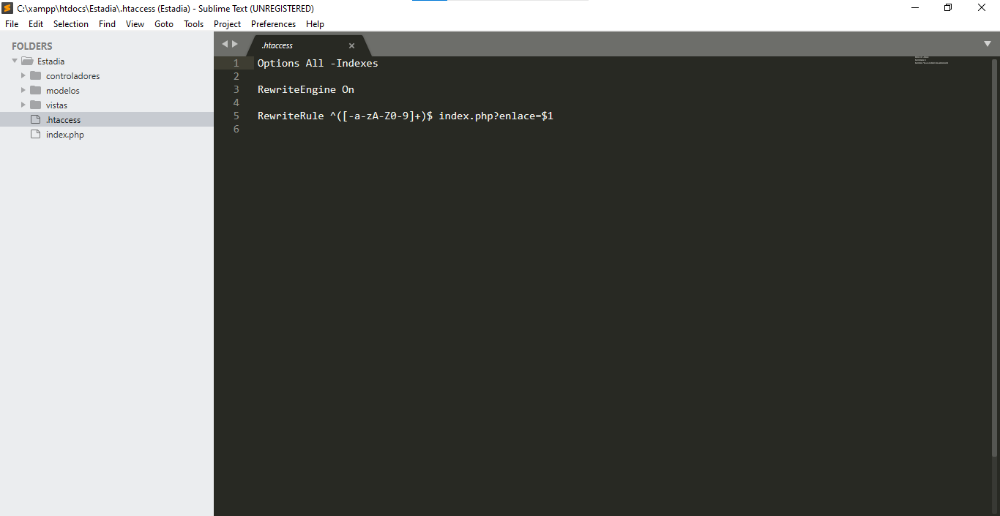 C:\xampp\htdocs\Estadia\.htaccess (Estadia) - Sublime Text (UNREGISTERED)
File Edit Selection Find View Goto Tools Project Preferences Help
FOLDERS
Estadia
controladores
modelos
vistas
.htaccess
index.php
.htaccess
1 Options All -Indexes
2
3 RewriteEngine On
4
5 RewriteRule ^([-a-zA-Z0-9]+)$ index.php?enlace=$1
6